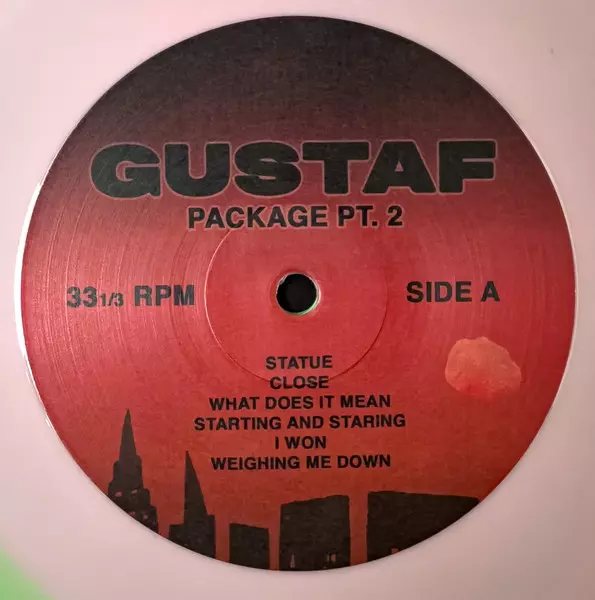 GUSTAF
PACKAGE PT. 2
33 1/3 RPM
SIDE A
STATUE
CLOSE
WHAT DOES IT MEAN
STARTING AND STARING
I WON
WEIGHING ME DOWN